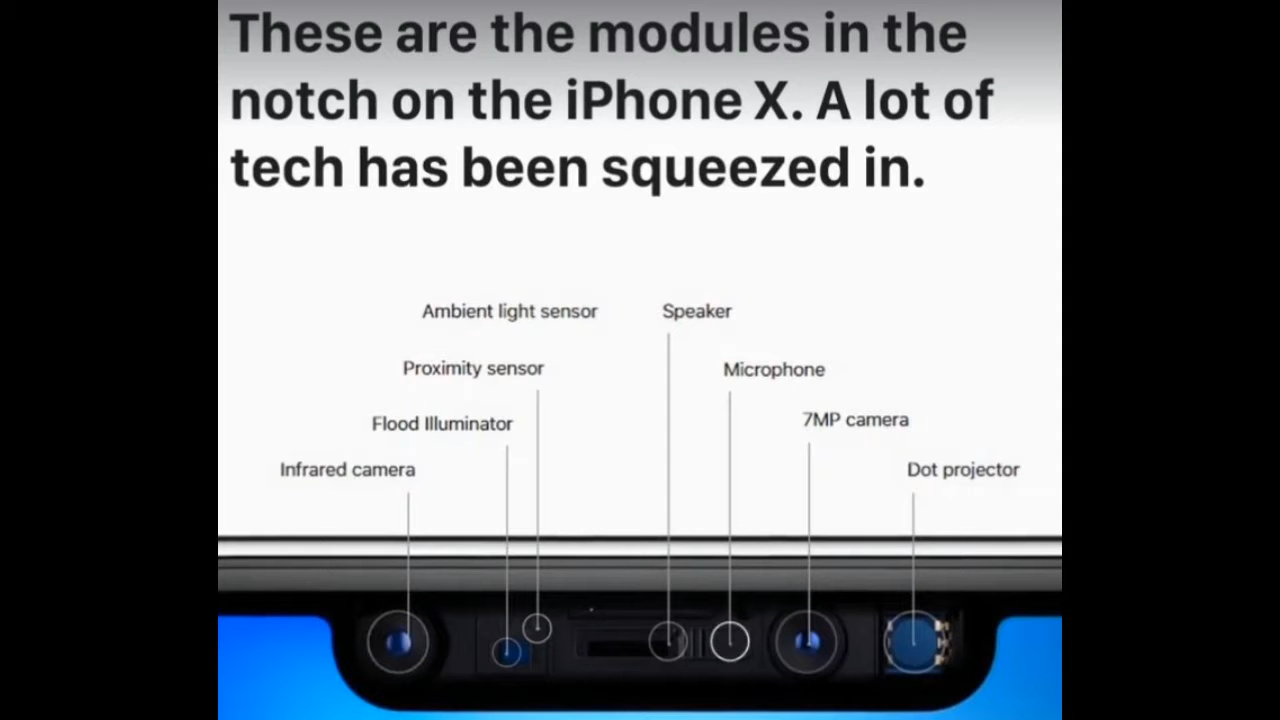 These are the modules in the
notch on the iPhone X. A lot of
tech has been squeezed in.
Ambient light sensor
Speaker
Proximity sensor
Microphone
Flood Illuminator
7MP camera
Infrared camera
Dot projector